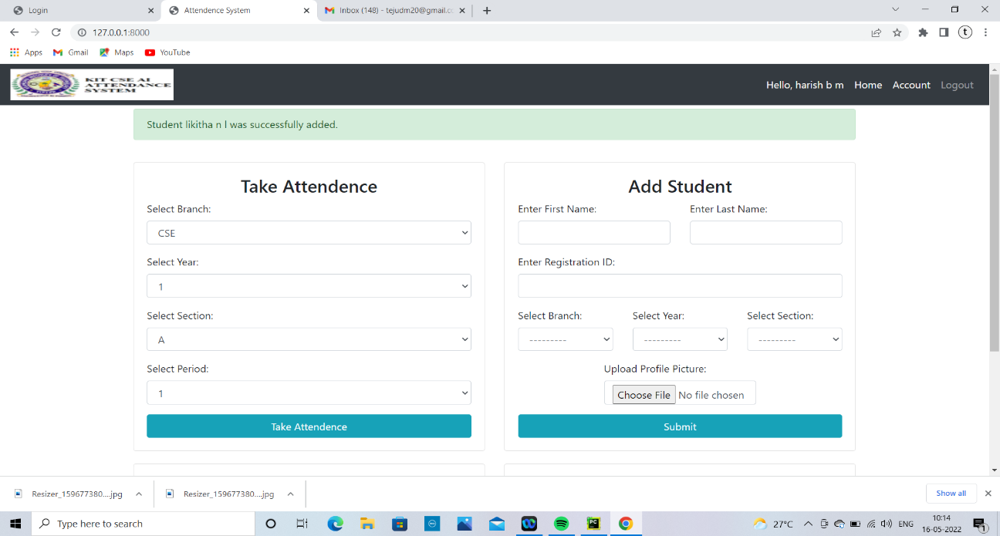 Login
Attendence System
Inbox (148) - tejudm20@gmail.c
127.0.0.1:8000
Apps Gmail Maps YouTube
KIT CSE AI
ATTENDANCE
SYSTEM
Hello, harish b m Home Account Logout
Student likitha n l was successfully added.
Take Attendence
Select Branch:
CSE
Select Year:
1
Select Section:
A
Select Period:
1
Take Attendence
Add Student
Enter First Name: Enter Last Name:
Enter Registration ID:
Select Branch: Select Year: Select Section:
--------- --------- ---------
Upload Profile Picture:
Choose File No file chosen
Submit
Resizer_159677380....jpg
Resizer_159677380....jpg
Show all
Type here to search
27°C
ENG
10:14
16-05-2022